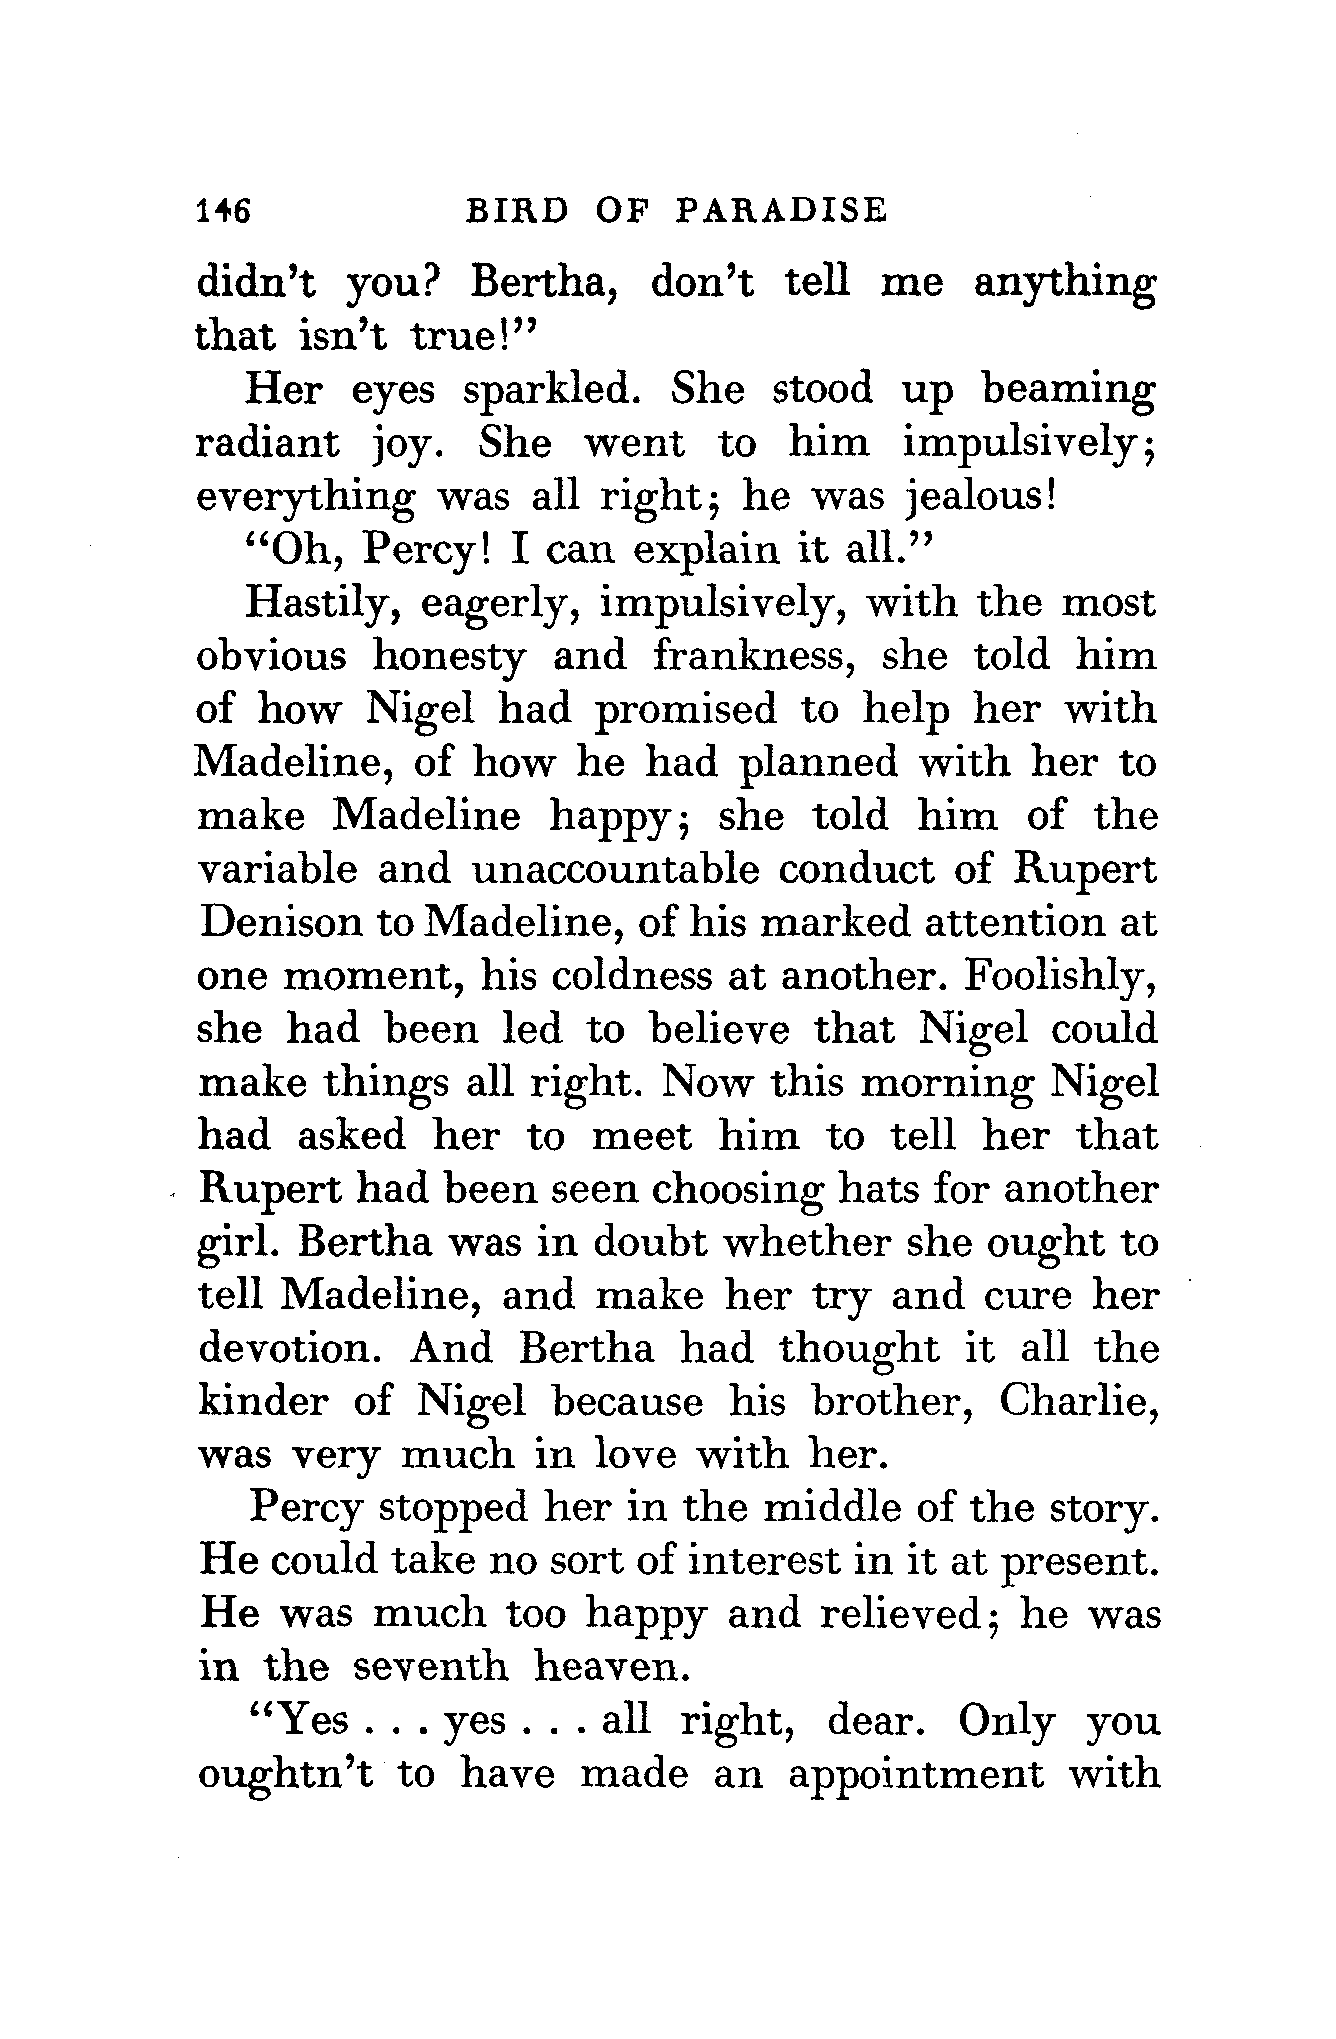 146 BIRD OF PARADISE
didn't you? Bertha, don't tell me anything
that isn't true!"
Her eyes sparkled. She stood up beaming
radiant joy. She went to him impulsively;
everything was all right; he was jealous!
"Oh, Percy! I can explain it all."
Hastily, eagerly, impulsively, with the most
obvious honesty and frankness, she told him
of how Nigel had promised to help her with
Madeline, of how he had planned with her to
make Madeline happy; she told him of the
variable and unaccountable conduct of Rupert
Denison to Madeline, of his marked attention at
one moment, his coldness at another. Foolishly,
she had been led to believe that Nigel could
make things all right. Now this morning Nigel
had asked her to meet him to tell her that
Rupert had been seen choosing hats for another
girl. Bertha was in doubt whether she ought to
tell Madeline, and make her try and cure her
devotion. And Bertha had thought it all the
kinder of Nigel because his brother, Charlie,
was very much in love with her.
Percy stopped her in the middle of the story.
He could take no sort of interest in it at present.
He was much too happy and relieved; he was
in the seventh heaven.
"Yes . . . yes . . . all right, dear. Only you
oughtn't to have made an appointment with